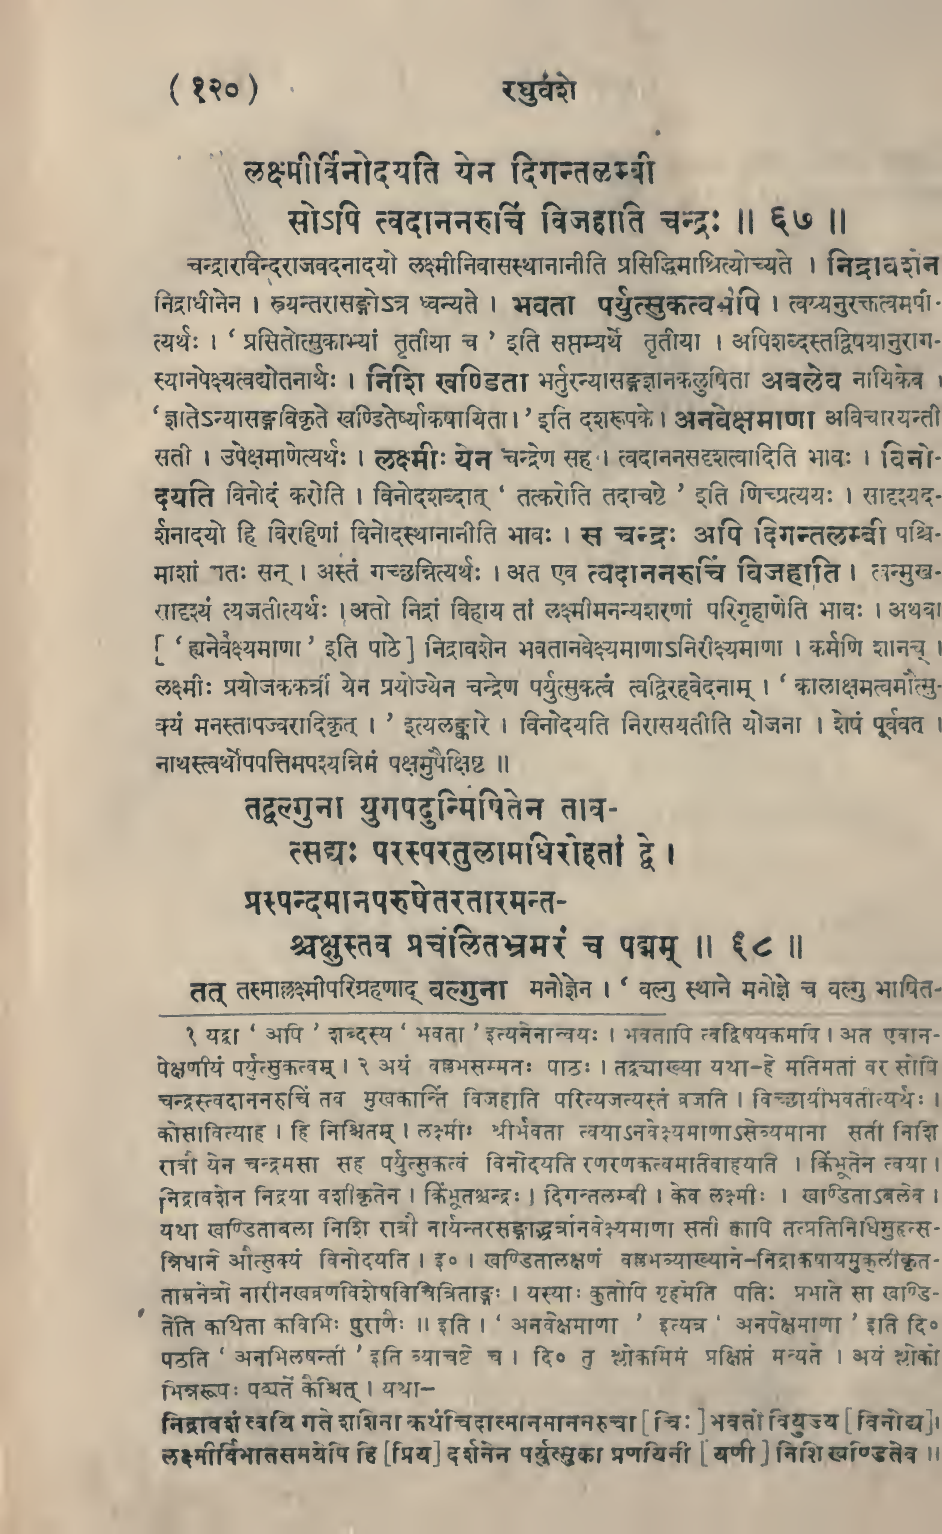 ( १२० ) रघुवंशे
लक्ष्मीर्विनोदयति येन दिगन्तलम्बी
सोऽपि त्वदाननरुचिं विजहाति चन्द्रः ॥ ६७ ॥
चन्द्रारविन्दराजवदनादयो लक्ष्मीनिवासस्थानानीति प्रसिद्धिमाश्रित्योच्यते । निद्रावशेन
निद्राधीनेन । स्त्र्यन्तरासङ्गोऽत्र ध्वन्यते । भवता पर्युत्सुकत्वमपि । त्वय्यनुरक्तत्वमपी-
त्यर्थः । ‘ प्रसितोत्सुकाभ्यां तृतीया च ’ इति सप्तम्यर्थे तृतीया । अपिशब्दस्तद्विषयानुराग-
स्यानपेक्ष्यत्वद्योतनार्थः । निशि खण्डिता भर्तुरन्यासङ्गज्ञानकलुषिता अबलेव नायिकेव ।
‘ ज्ञातेऽन्यासङ्गविकृते खण्डितेर्ष्याकषायिता । ’ इति दशरूपके । अनवेक्षमाणा अविचारयन्ती
सती । उपेक्षमाणेत्यर्थः । लक्ष्मीः येन चन्द्रेण सह । त्वदाननसदृशत्वादिति भावः । विनो-
दयति विनोदं करोति । विनोदशब्दात् ‘ तत्करोति तदाचष्टे ’ इति णिच्प्रत्ययः । सादृश्यद-
र्शनादयो हि विरहिणां विनोदस्थानानीति भावः । स चन्द्रः अपि दिगन्तलम्बी पश्चि-
माशां गतः सन् । अस्तं गच्छन्नित्यर्थः । अत एव त्वदाननरुचिं विजहाति । त्वन्मुख-
सादृश्यं त्यजतीत्यर्थः । अतो निद्रां विहाय तां लक्ष्मीमनन्यशरणां परिगृहाणेति भावः । अथवा
[ ‘ ह्यनवेक्ष्यमाणा ’ इति पाठे ] निद्रावशेन भवतानवेक्ष्यमाणाऽनिरीक्ष्यमाणा । कर्मणि शानच् ।
लक्ष्मीः प्रयोजककर्त्री येन प्रयोज्येन चन्द्रेण पर्युत्सुकत्वं त्वद्विरहवेदनाम् । ‘ कालाक्षमत्वमौत्सु-
क्यं मनस्तापज्वरादिकृत् । ’ इत्यलङ्कारे । विनोदयति निरासयतीति योजना । शेषं पूर्ववत् ।
नाथस्त्वर्थोपपत्तिमपश्यन्निमं पक्षमुपैक्षिष्ट ॥
तद्वल्गुना युगपदुन्मिषितेन ताव-
त्सद्यः परस्परतुलामधिरोहतां द्वे ।
प्रस्पन्दमानपरुषेतरतारमन्त-
श्चक्षुस्तव प्रचलितभ्रमरं च पद्मम् ॥ ६८ ॥
तत् तस्माल्लक्ष्मीपरिग्रहणाद् वल्गुना मनोज्ञेन । ‘ वल्गु स्थाने मनोज्ञे च वल्गु भाषित-
१ यद्वा ‘ अपि ’ शब्दस्य ‘ भवता ’ इत्यनेनान्वयः । भवतापि त्वद्विषयकमपि । अत एवान-
पेक्षणीयं पर्युत्सुकत्वम् । २ अयं वल्लभसम्मतः पाठः । तद्व्याख्या यथा–हे मतिमतां वर सोपि
चन्द्रस्त्वदाननरुचिं तव मुखकान्तिं विजहाति परित्यजत्यस्तं व्रजति । विच्छायीभवतीत्यर्थः ।
कोसावित्याह । हि निश्चितम् । लक्ष्मीः श्रीर्भवता त्वयाऽनवेक्ष्यमाणाऽसेव्यमाना सती निशि
रात्रौ येन चन्द्रमसा सह पर्युत्सुकत्वं विनोदयति रणरणकत्वमतिवाहयति । किंभूतेन त्वया ।
निद्रावशेन निद्रया वशीकृतेन । किंभूतश्चन्द्रः । दिगन्तलम्बी । केव लक्ष्मीः । खण्डिताऽबलेव ।
यथा खण्डिताबला निशि रात्रौ नार्यन्तरसङ्गाद्भर्त्रानवेक्ष्यमाणा सती क्वापि तत्प्रतिनिधिसुहृत्स-
न्निधाने औत्सुक्यं विनोदयति । इ० । खण्डितालक्षणं वल्लभव्याख्याने–निद्राकषायमुकुलीकृत-
ताम्रनेत्रो नारीनखव्रणविशेषविचित्रिताङ्गः । यस्याः कुतोपि गृहमेति पतिः प्रभाते सा खण्डि-
तेति कथिता कविभिः पुराणैः ॥ इति । ‘ अनवेक्षमाणा ’ इत्यत्र ‘ अनपेक्षमाणा ’ इति दि०
पठति ‘ अनभिलषन्ती ’ इति व्याचष्टे च । दि० तु श्लोकमिमं प्रक्षिप्तं मन्यते । अयं श्लोको
भिन्नरूपः पठ्यते कैश्चित् । यथा–
निद्रावशं त्वयि गते शशिना कथंचिदात्मानमाननरुचा [ चिः ] भवतो वियुज्य [ विनोद्य ]।
लक्ष्मीर्विभातसमयेपि हि [ प्रिय ] दर्शनेन पर्युत्सुका प्रणयिनी [ यणी ] निशि खण्डितेव ॥